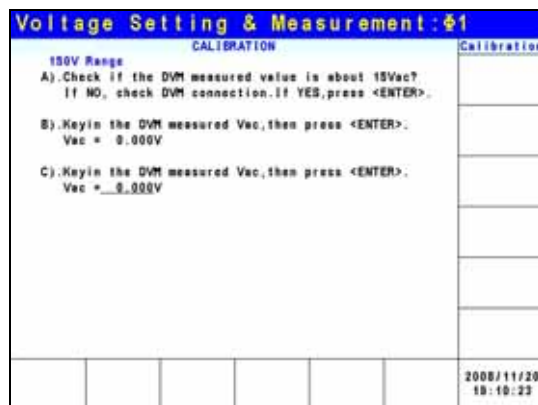 Voltage Setting & Measurement:Φ1
CALIBRATION
Calibratio
150V Range
A).Check if the DVM measured value is about 15Vac?
If NO, check DVM connection.If YES,press <ENTER>.
B).Keyin the DVM measured Vac,then press <ENTER>.
Vac = 0.000V
C).Keyin the DVM measured Vac,then press <ENTER>.
Vac = 0.000V
2008/11/20
18:10:23